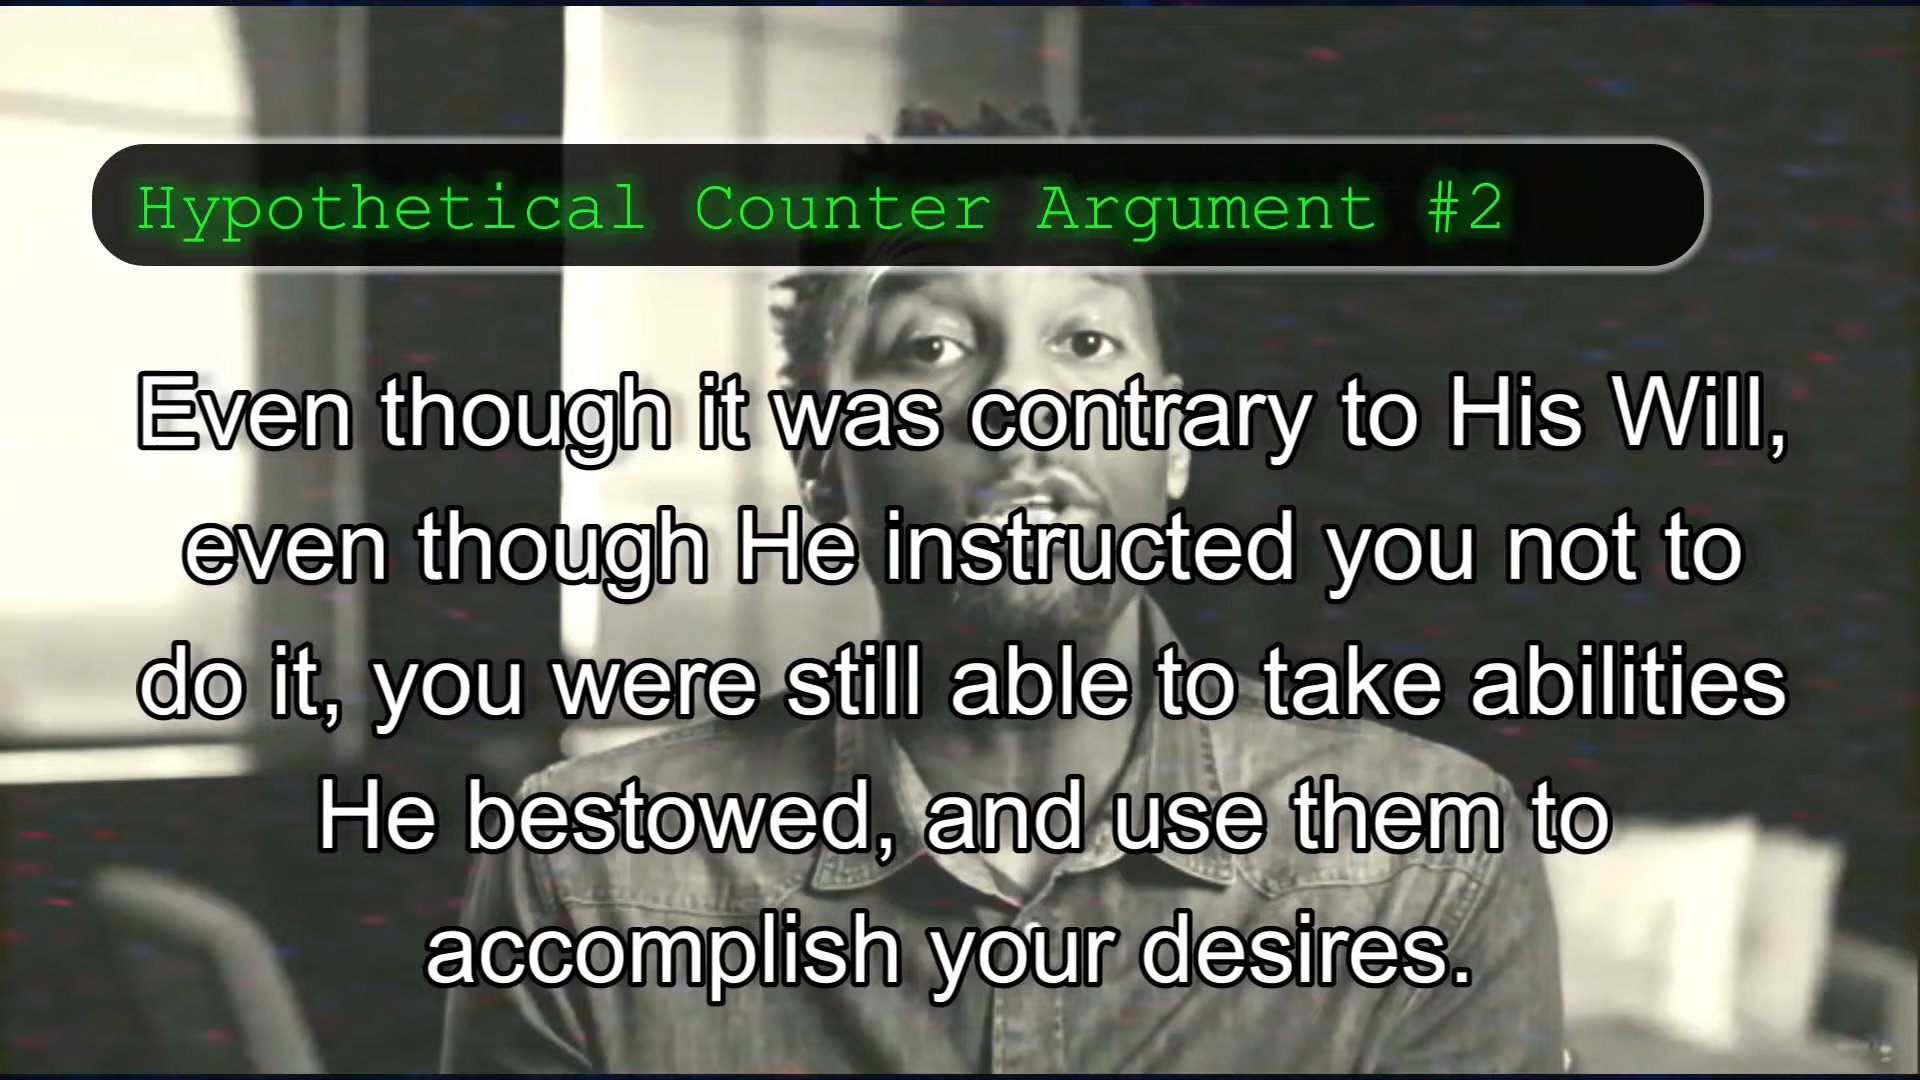 Hypothetical Counter Argument #2
Even though it was contrary to His Will,
even though He instructed you not to
do it, you were still able to take abilities
He bestowed, and use them to
accomplish your desires.